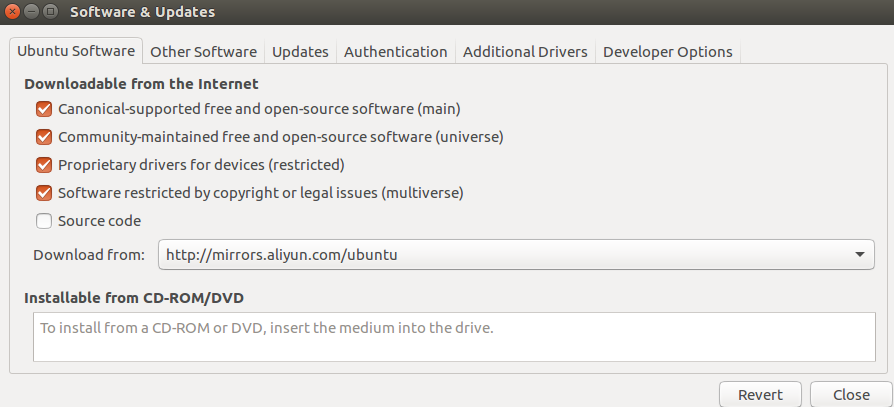 Software & Updates
Ubuntu Software Other Software Updates Authentication Additional Drivers Developer Options
Downloadable from the Internet
Canonical-supported free and open-source software (main)
Community-maintained free and open-source software (universe)
Proprietary drivers for devices (restricted)
Software restricted by copyright or legal issues (multiverse)
Source code
Download from: http://mirrors.aliyun.com/ubuntu
Installable from CD-ROM/DVD
To install from a CD-ROM or DVD, insert the medium into the drive.
Revert Close